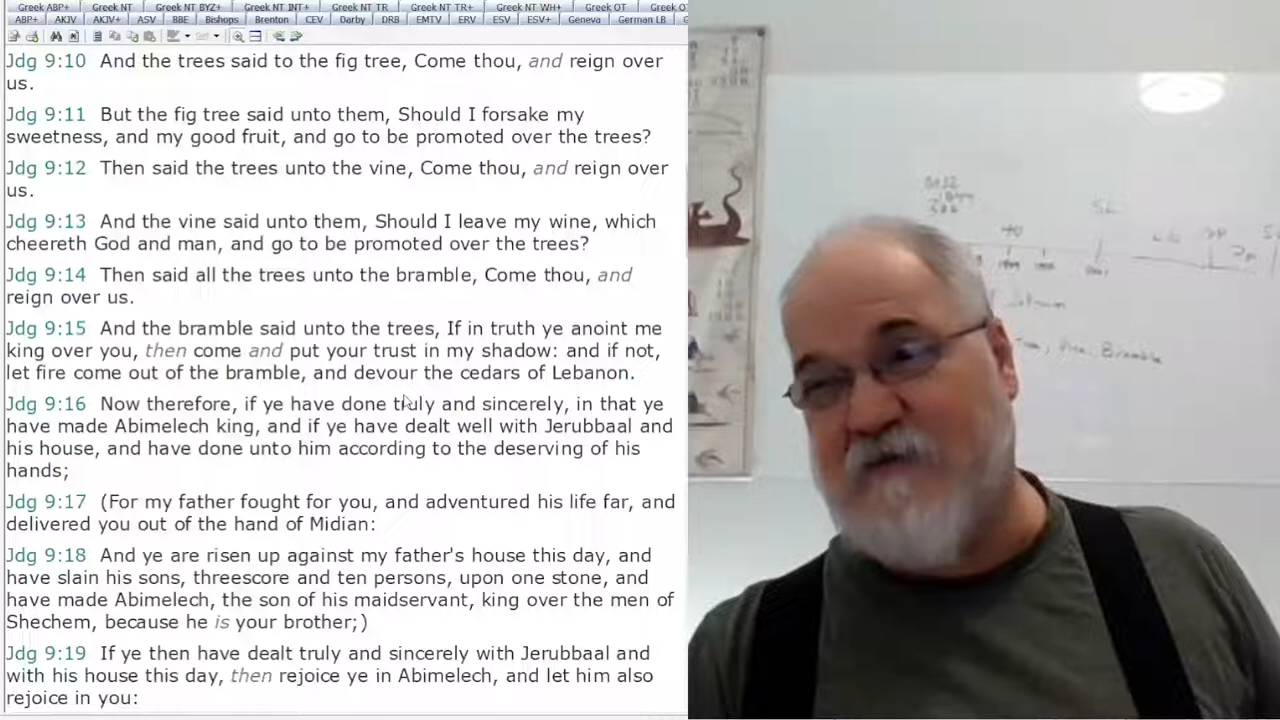 Greek ABP+ Greek NT Greek NT BYZ+ Greek NT INT+ Greek NT TR Greek NT TR+ Greek NT WH+ Greek OT Greek O
ABP+ AKJV AKJV+ ASV BBE Bishops Brenton CEV Darby DRB EMTV ERV ESV ESV+ Geneva German LB G
Jdg 9:10 And the trees said to the fig tree, Come thou, and reign over
us.
Jdg 9:11 But the fig tree said unto them, Should I forsake my
sweetness, and my good fruit, and go to be promoted over the trees?
Jdg 9:12 Then said the trees unto the vine, Come thou, and reign over
us.
Jdg 9:13 And the vine said unto them, Should I leave my wine, which
cheereth God and man, and go to be promoted over the trees?
Jdg 9:14 Then said all the trees unto the bramble, Come thou, and
reign over us.
Jdg 9:15 And the bramble said unto the trees, If in truth ye anoint me
king over you, then come and put your trust in my shadow: and if not,
let fire come out of the bramble, and devour the cedars of Lebanon.
Jdg 9:16 Now therefore, if ye have done truly and sincerely, in that ye
have made Abimelech king, and if ye have dealt well with Jerubbaal and
his house, and have done unto him according to the deserving of his
hands;
Jdg 9:17 (For my father fought for you, and adventured his life far, and
delivered you out of the hand of Midian:
Jdg 9:18 And ye are risen up against my father's house this day, and
have slain his sons, threescore and ten persons, upon one stone, and
have made Abimelech, the son of his maidservant, king over the men of
Shechem, because he is your brother;)
Jdg 9:19 If ye then have dealt truly and sincerely with Jerubbaal and
with his house this day, then rejoice ye in Abimelech, and let him also
rejoice in you:
SL
40
Bramble